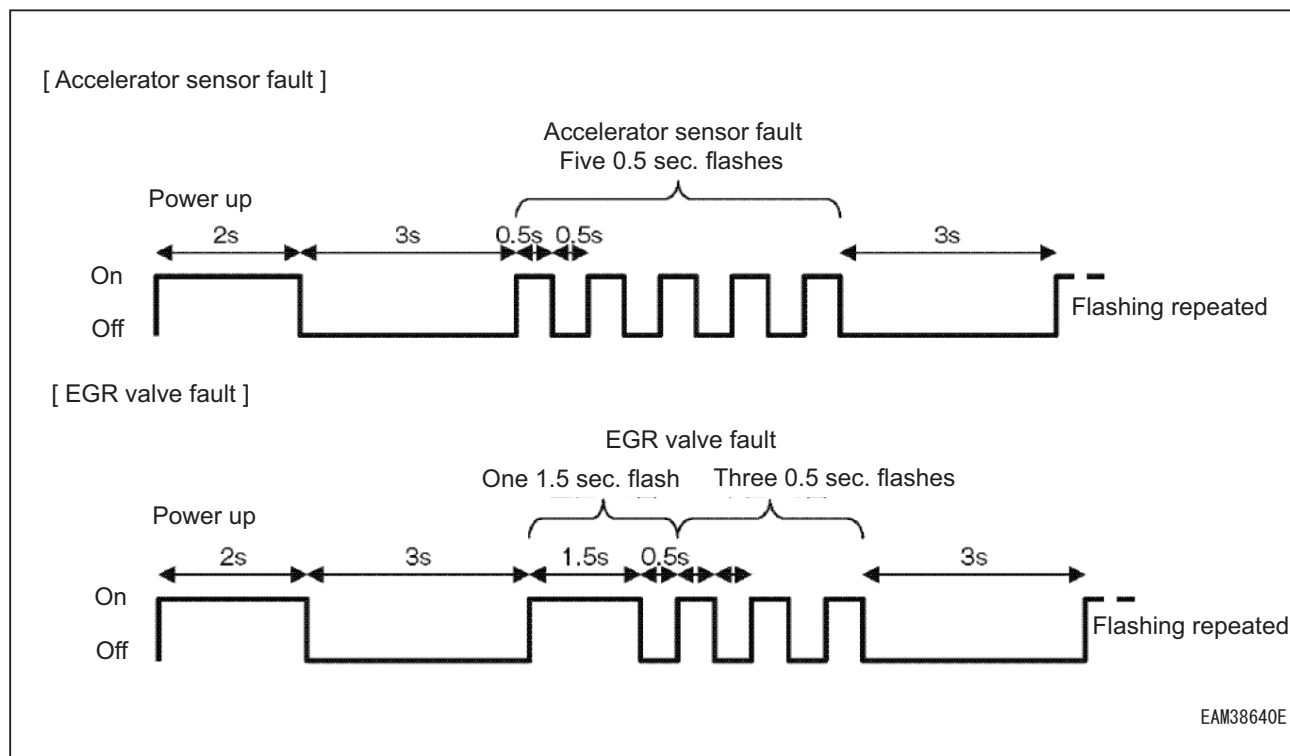 [ Accelerator sensor fault ]
Accelerator sensor fault
Five 0.5 sec. flashes
Power up
2s 3s 0.5s 0.5s 3s
On
Flashing repeated
Off
[ EGR valve fault ]
EGR valve fault
One 1.5 sec. flash Three 0.5 sec. flashes
Power up
2s 3s 1.5s 0.5s 3s
On
Flashing repeated
Off
EAM38640E